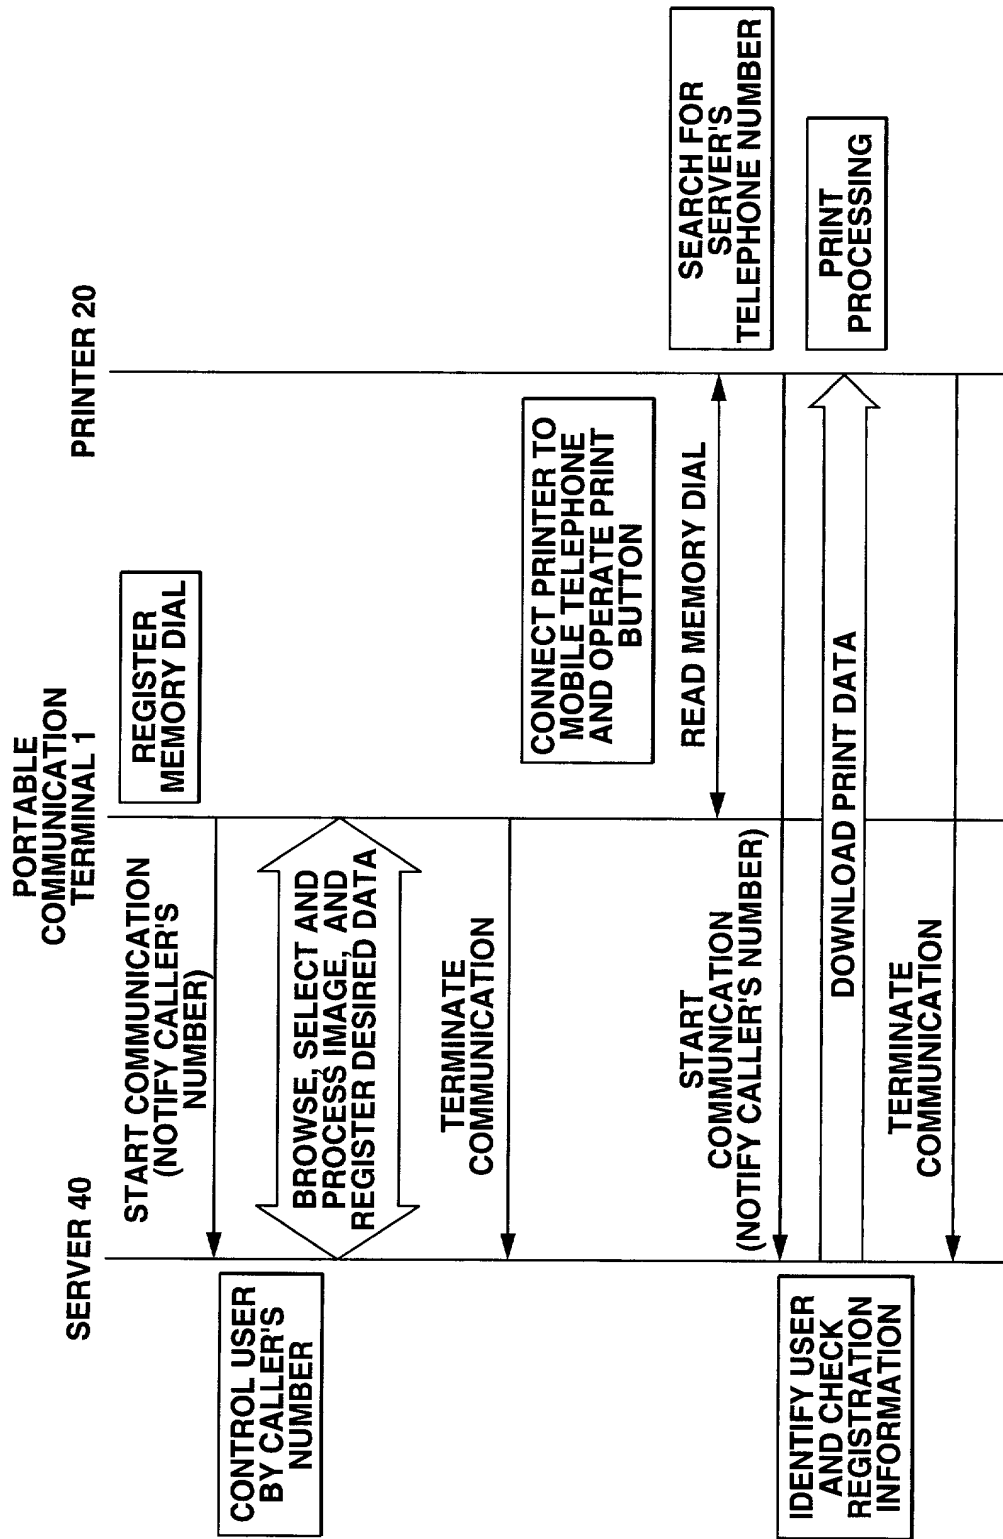 SERVER 40
PORTABLE
COMMUNICATION
TERMINAL 1
PRINTER 20
REGISTER
MEMORY DIAL
START COMMUNICATION
(NOTIFY CALLER'S
NUMBER)
CONTROL USER
BY CALLER'S
NUMBER
BROWSE, SELECT AND
PROCESS IMAGE, AND
REGISTER DESIRED DATA
TERMINATE
COMMUNICATION
CONNECT PRINTER TO
MOBILE TELEPHONE
AND OPERATE PRINT
BUTTON
READ MEMORY DIAL
SEARCH FOR
SERVER'S
TELEPHONE NUMBER
START
COMMUNICATION
(NOTIFY CALLER'S NUMBER)
IDENTIFY USER
AND CHECK
REGISTRATION
INFORMATION
DOWNLOAD PRINT DATA
PRINT
PROCESSING
TERMINATE
COMMUNICATION